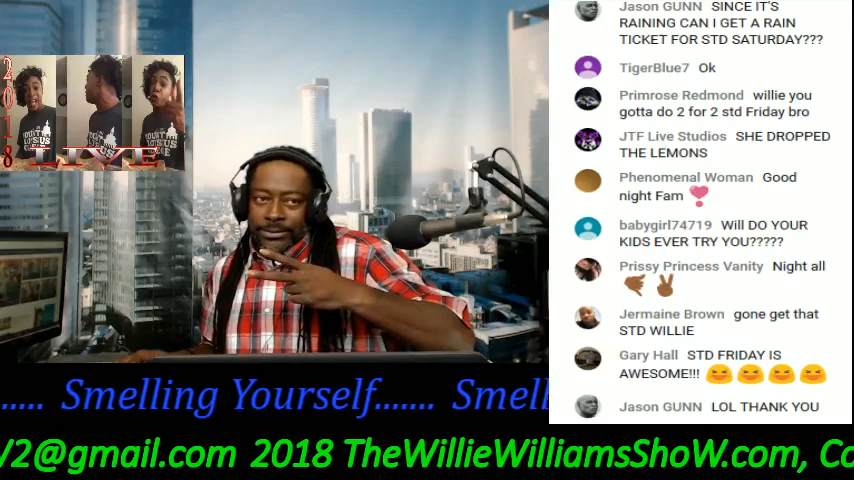 2018
LIVE
Jason GUNN SINCE IT'S
RAINING CAN I GET A RAIN
TICKET FOR STD SATURDAY???
TigerBlue7 Ok
Primrose Redmond willie you
gotta do 2 for 2 std Friday bro
JTF Live Studios SHE DROPPED
THE LEMONS
Phenomenal Woman Good
night Fam
babygirl74719 Will DO YOUR
KIDS EVER TRY YOU?????
Prissy Princess Vanity Night all
Jermaine Brown gone get that
STD WILLIE
Gary Hall STD FRIDAY IS
AWESOME!!!
Jason GUNN LOL THANK YOU
..... Smelling Yourself....... Smell
2@gmail.com 2018 TheWillieWilliamsShoW.com, Co